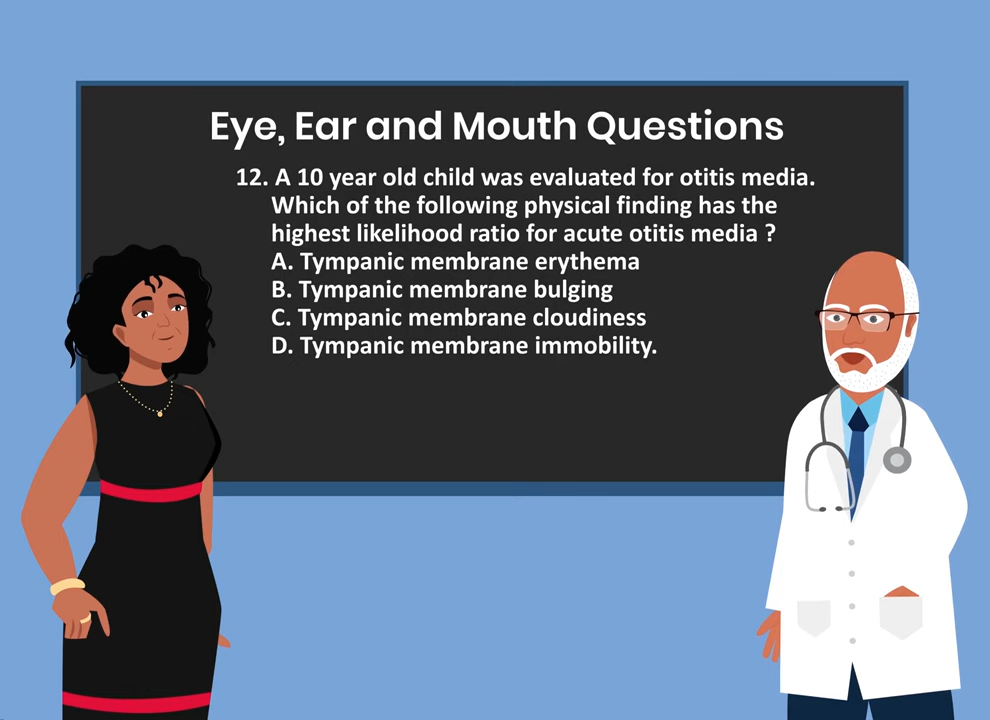 Eye, Ear and Mouth Questions
12. A 10 year old child was evaluated for otitis media.
Which of the following physical finding has the
highest likelihood ratio for acute otitis media ?
A. Tympanic membrane erythema
B. Tympanic membrane bulging
C. Tympanic membrane cloudiness
D. Tympanic membrane immobility.